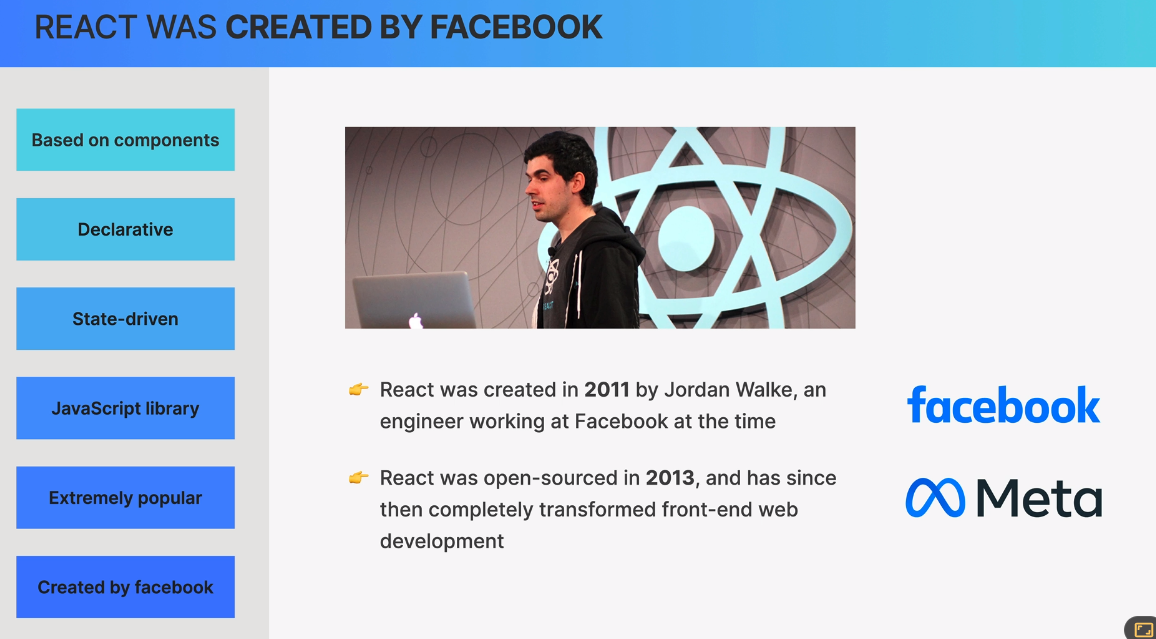 REACT WAS CREATED BY FACEBOOK
Based on components
Declarative
State-driven
JavaScript library
Extremely popular
Created by facebook
👉 React was created in 2011 by Jordan Walke, an
engineer working at Facebook at the time
👉 React was open-sourced in 2013, and has since
then completely transformed front-end web
development
facebook
Meta